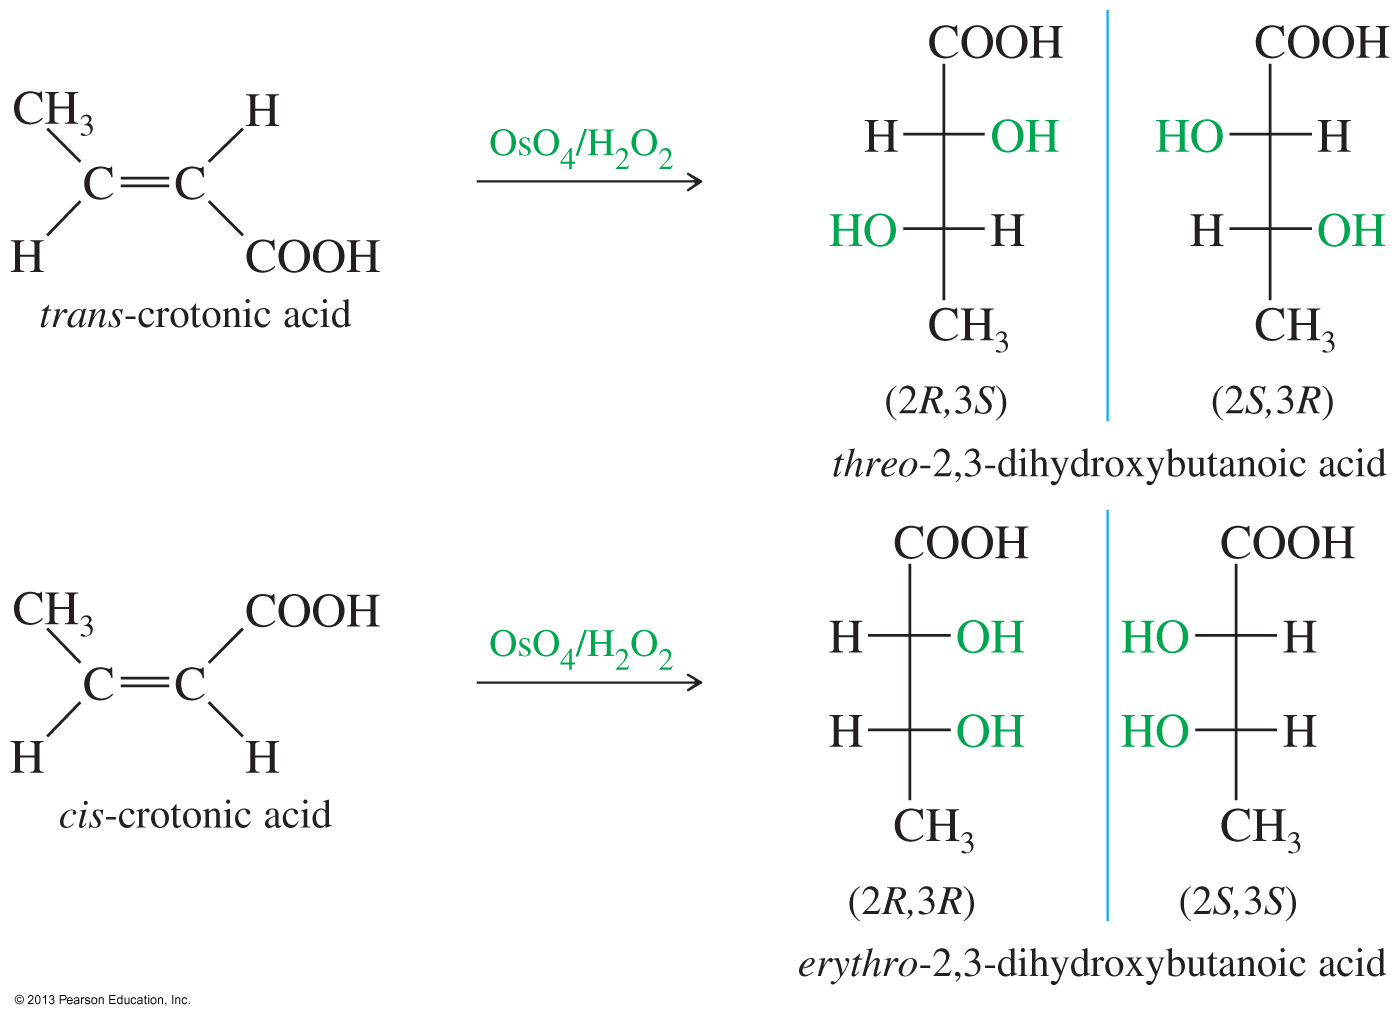 CH₃ H
C=C
H COOH
trans-crotonic acid
OsO₄/H₂O₂
COOH
H OH
HO H
CH₃
(2R,3S)
COOH
HO H
H OH
CH₃
(2S,3R)
threo-2,3-dihydroxybutanoic acid
CH₃ COOH
C=C
H H
cis-crotonic acid
OsO₄/H₂O₂
COOH
H OH
H OH
CH₃
(2R,3R)
COOH
HO H
HO H
CH₃
(2S,3S)
erythro-2,3-dihydroxybutanoic acid
© 2013 Pearson Education, Inc.